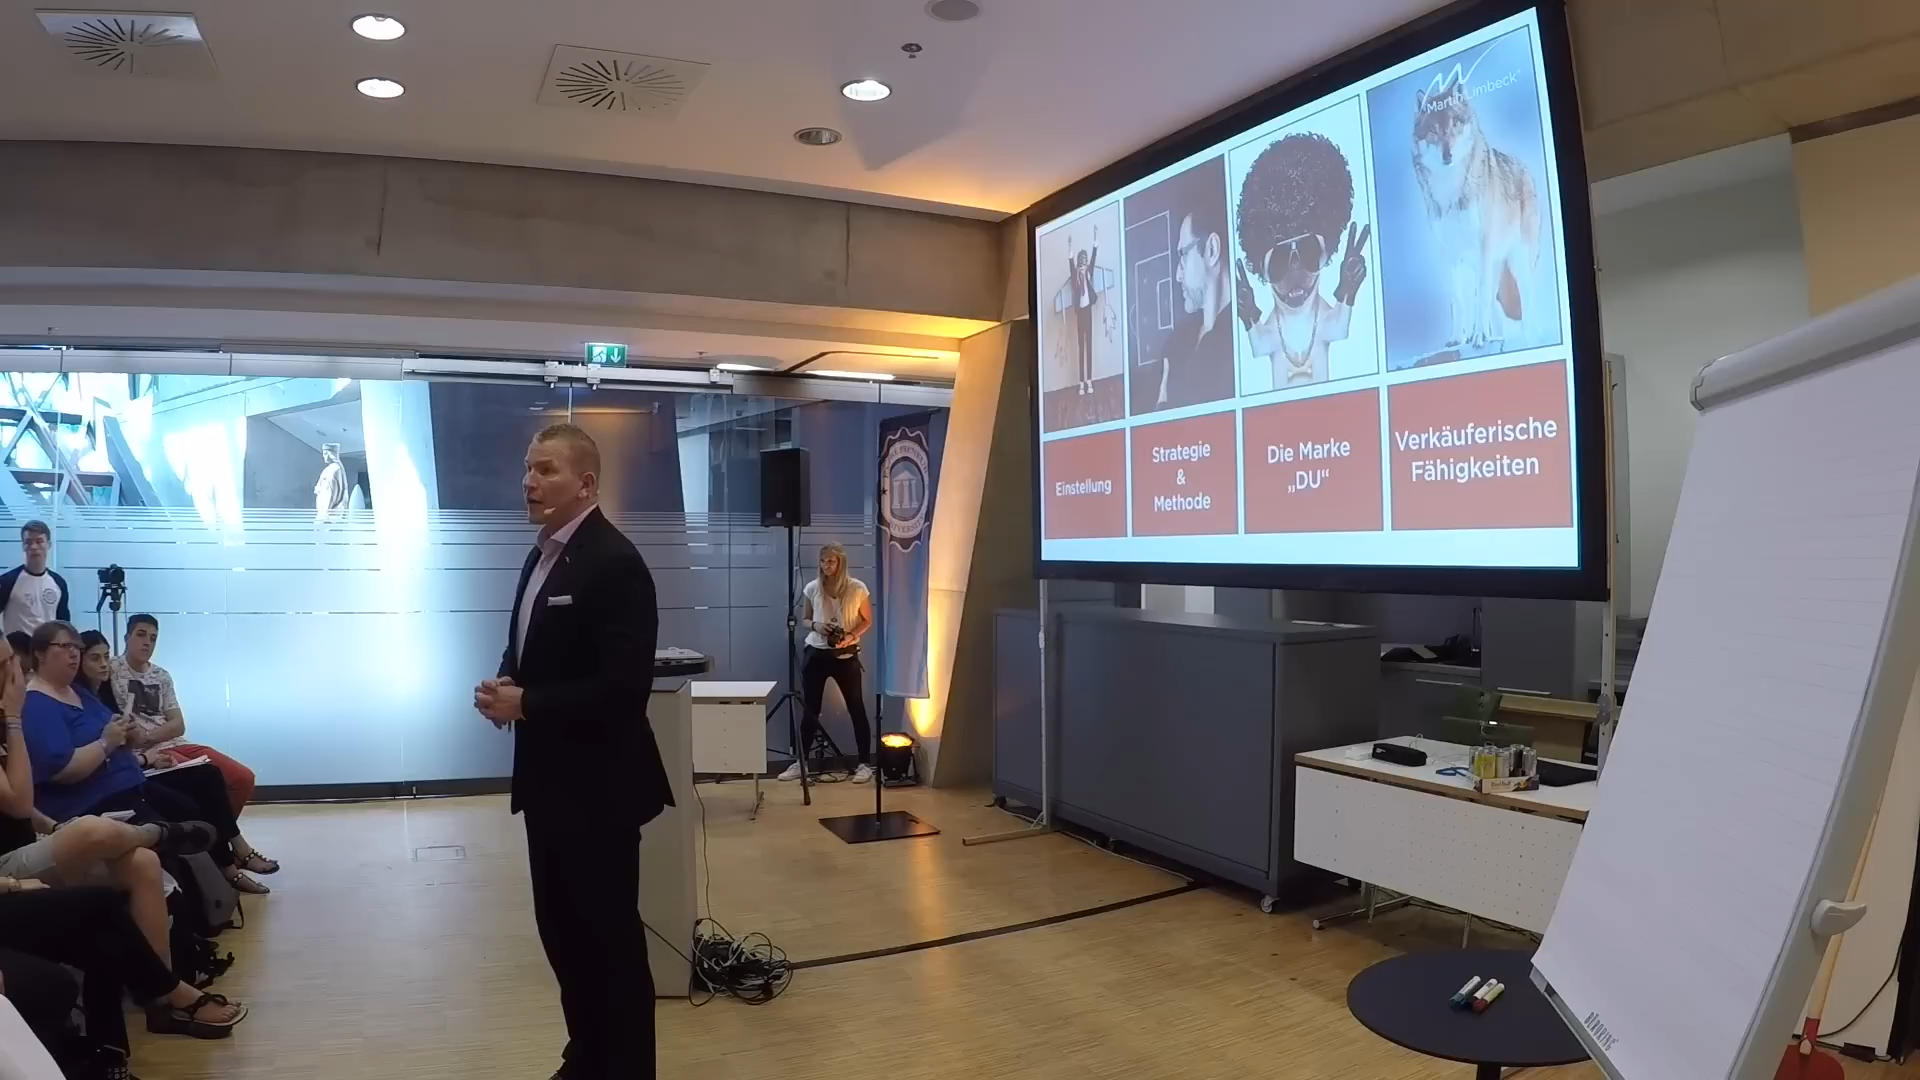 Martin Limbeck
Einstellung
Strategie
&
Methode
Die Marke
„DU“
Verkäuferische
Fähigkeiten